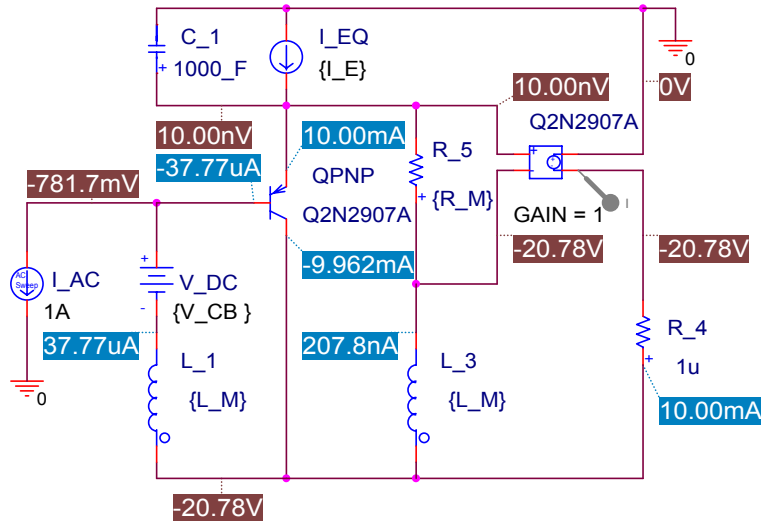 C_1
1000_F
I_EQ
{I_E}
0
10.00nV
10.00mA
10.00nV
0V
-37.77uA
QPNP
Q2N2907A
R_5
{R_M}
Q2N2907A
+
-
GAIN = 1
I
-781.7mV
-9.962mA
-20.78V
-20.78V
AC
Sweep
I_AC
1A
+
-
V_DC
{V_CB }
37.77uA
207.8nA
R_4
1u
+
L_1
{L_M}
L_3
{L_M}
10.00mA
0
-20.78V
+
+